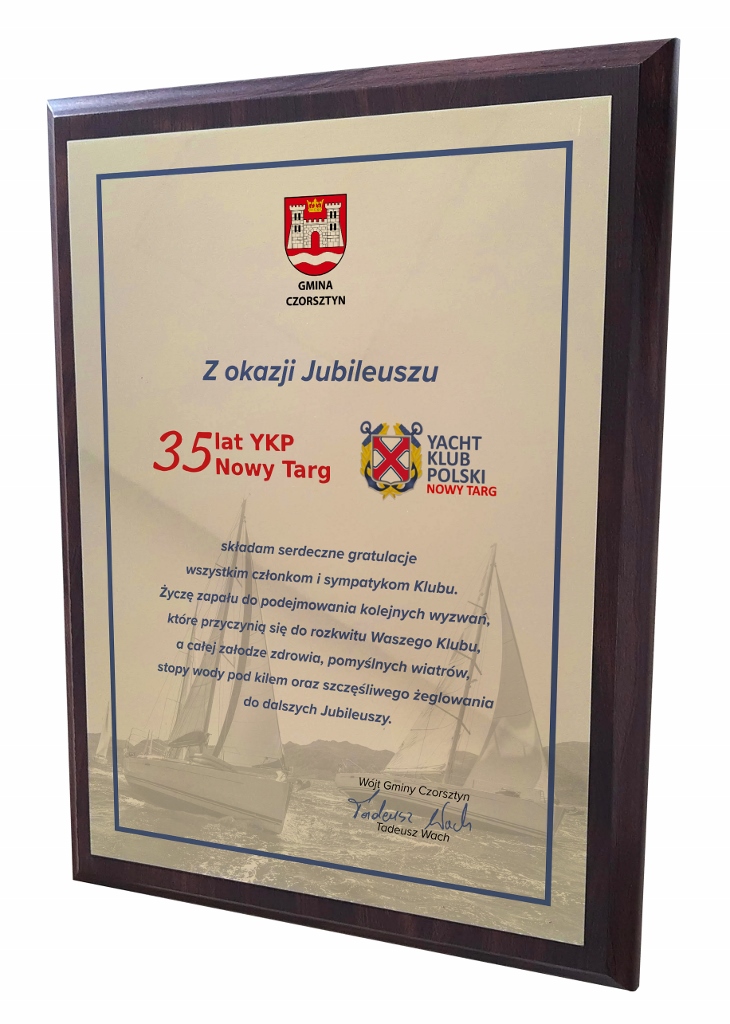 GMINA
CZORSZTYN
Z okazji Jubileuszu
35 lat YKP
Nowy Targ
YACHT
KLUB
POLSKI
NOWY TARG
składam serdeczne gratulacje
wszystkim członkom i sympatykom Klubu.
Życzę zapału do podejmowania kolejnych wyzwań,
które przyczynią się do rozkwitu Waszego Klubu,
a całej załodze zdrowia, pomyślnych wiatrów,
stopy wody pod kilem oraz szczęśliwego żeglowania
do dalszych Jubileuszy.
Wójt Gminy Czorsztyn
Tadeusz Wach
Tadeusz Wach